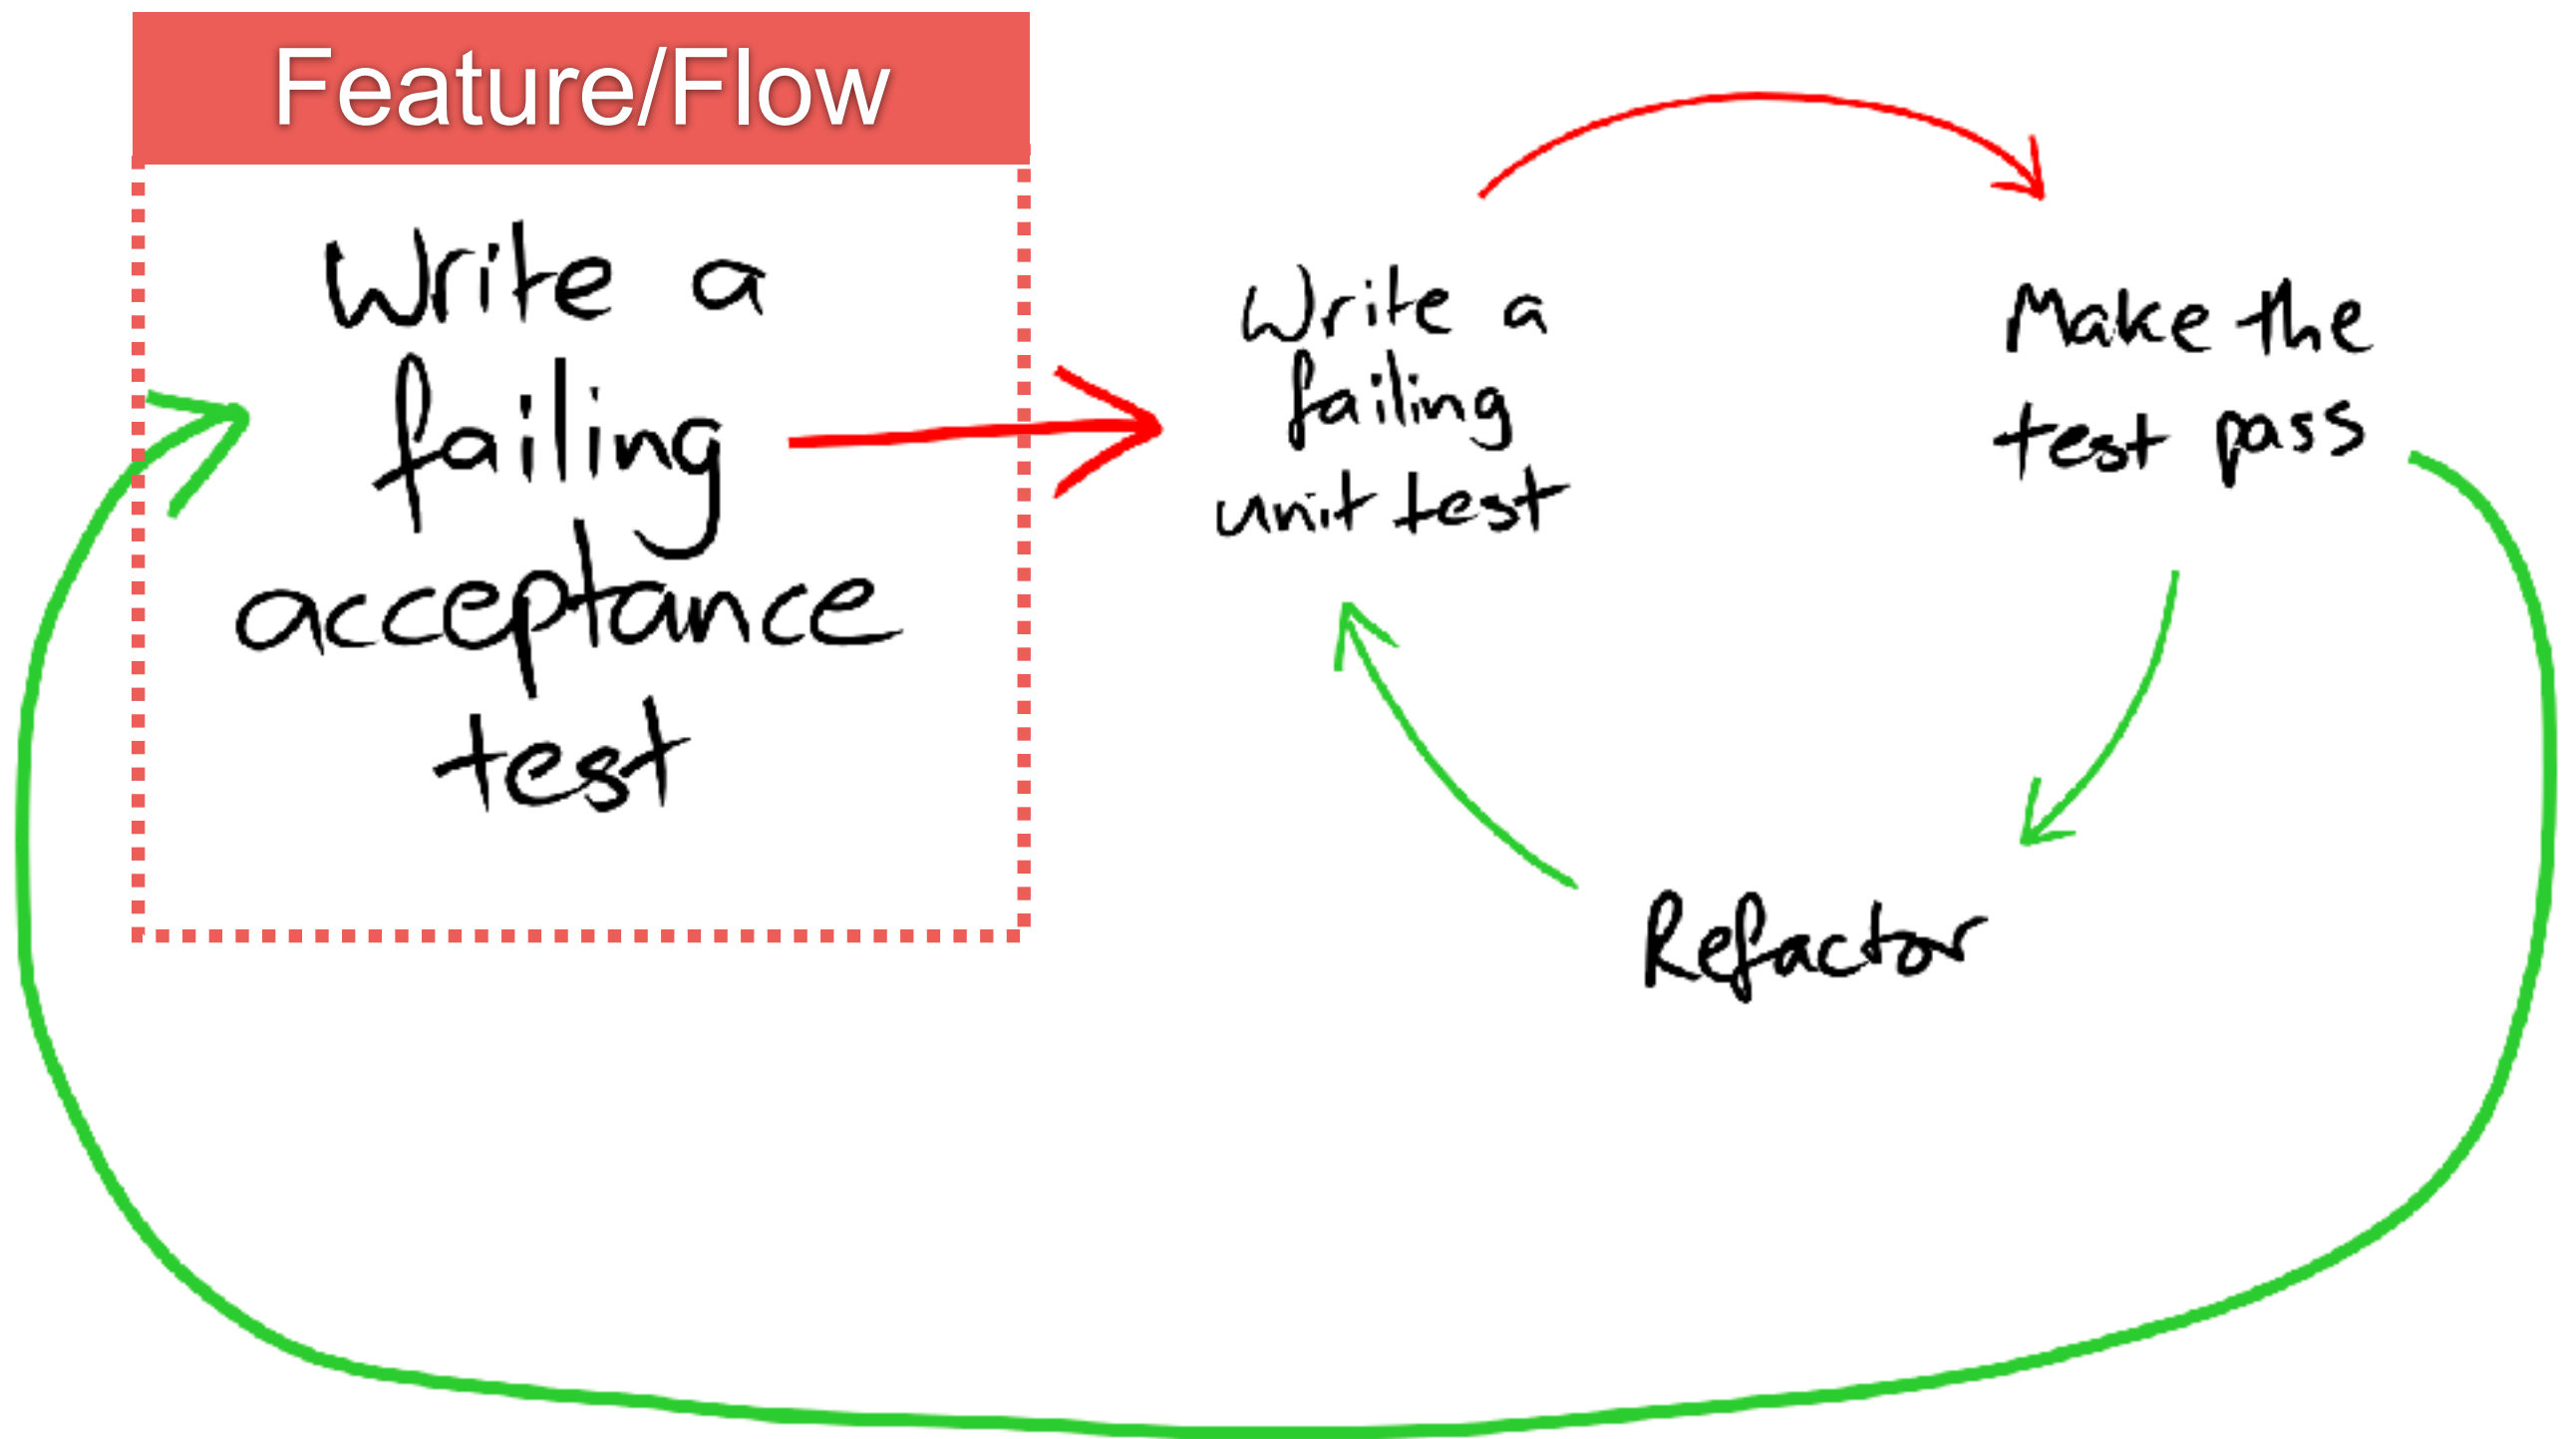 Feature/Flow
Write a
failing
acceptance
test
Write a
failing
unit test
Make the
test pass
Refactor